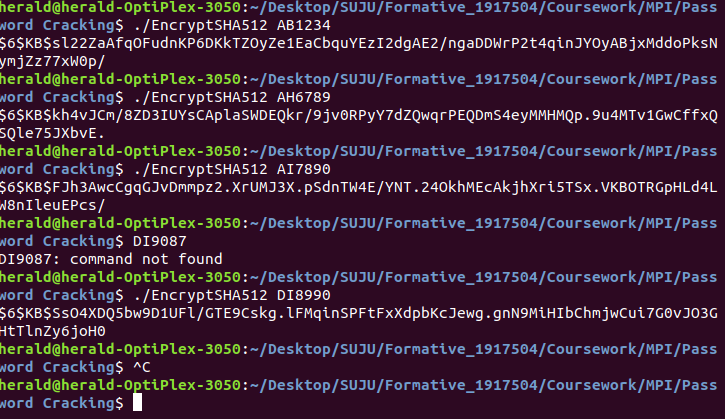 herald@herald-OptiPlex-3050:~/Desktop/SUJU/Formative_1917504/Coursework/MPI/Pass
word Cracking$ ./EncryptSHA512 AB1234
$6$KB$sl22ZaAfqOFudnKP6DKkTZOyZe1EaCbquYEzI2dgAE2/ngaDDWrP2t4qinJYOyABjxMddoPksN
ymjZz77xW0p/
herald@herald-OptiPlex-3050:~/Desktop/SUJU/Formative_1917504/Coursework/MPI/Pass
word Cracking$ ./EncryptSHA512 AH6789
$6$KB$kh4vJCm/8ZD3IUYsCAplaSWDEQkr/9jv0RPyY7dZQwqrPEQDmS4eyMMHMQp.9u4MTv1GwCffxQ
SQle75JXbvE.
herald@herald-OptiPlex-3050:~/Desktop/SUJU/Formative_1917504/Coursework/MPI/Pass
word Cracking$ ./EncryptSHA512 AI7890
$6$KB$FJh3AwcCgqGJvDmmpz2.XrUMJ3X.pSdnTW4E/YNT.24OkhMEcAkjhXri5TSx.VKBOTRGpHLd4L
W8nIleuEPcs/
herald@herald-OptiPlex-3050:~/Desktop/SUJU/Formative_1917504/Coursework/MPI/Pass
word Cracking$ DI9087
DI9087: command not found
herald@herald-OptiPlex-3050:~/Desktop/SUJU/Formative_1917504/Coursework/MPI/Pass
word Cracking$ ./EncryptSHA512 DI8990
$6$KB$SsO4XDQ5bw9D1UFl/GTE9Cskg.lFMqinSPFtFxXdpbKcJewg.gnN9MiHIbChmjwCui7G0vJO3G
HtTlnZy6joH0
herald@herald-OptiPlex-3050:~/Desktop/SUJU/Formative_1917504/Coursework/MPI/Pass
word Cracking$ ^C
herald@herald-OptiPlex-3050:~/Desktop/SUJU/Formative_1917504/Coursework/MPI/Pass
word Cracking$